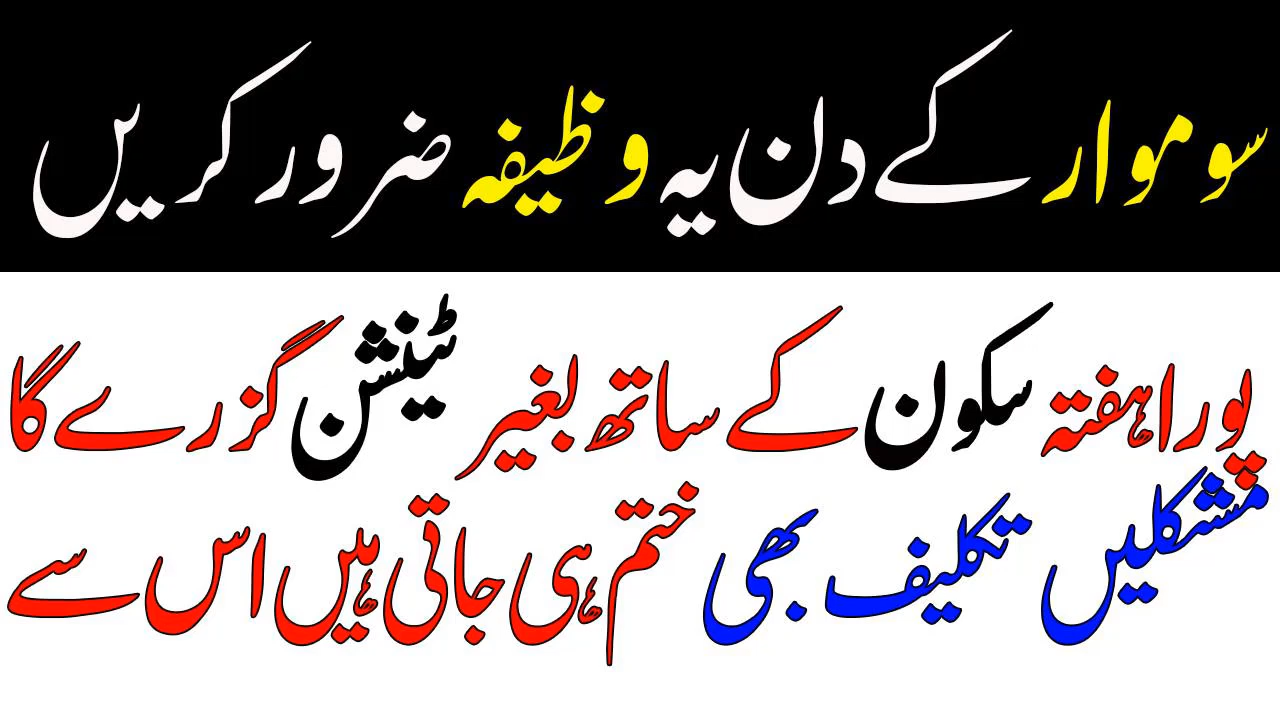 سوموار کے دن یہ وظیفہ ضرور کریں
پورا ہفتہ سکون کے ساتھ بغیر ٹینشن گزرے گا
مشکلیں تکلیف بھی ختم ہی جاتی ہیں اس سے